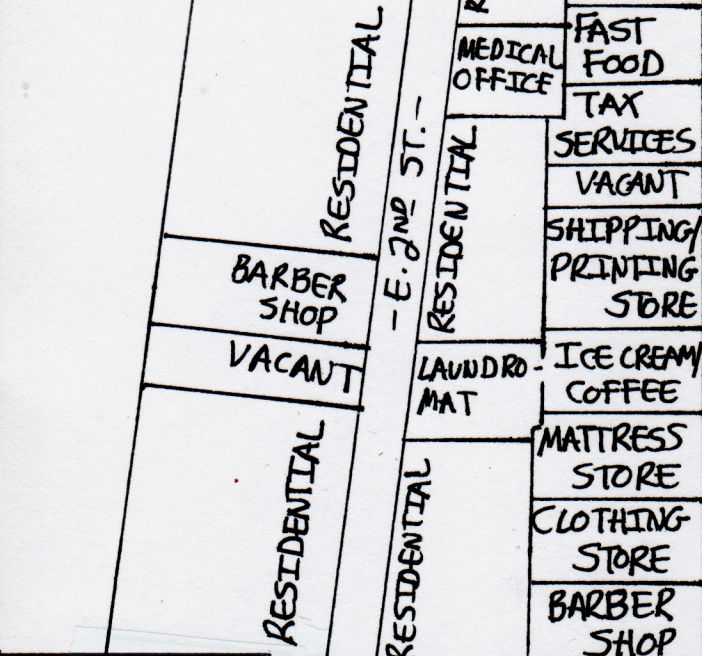 RESIDENTIAL
BARBER
SHOP
VACANT
RESIDENTIAL
-E. 2ND ST.-
MEDICAL
OFFICE
RESIDENTIAL
LAUNDRO-
MAT
RESIDENTIAL
FAST
FOOD
TAX
SERVICES
VACANT
SHIPPING/
PRINTING
STORE
ICE CREAM/
COFFEE
MATTRESS
STORE
CLOTHING
STORE
BARBER
SHOP